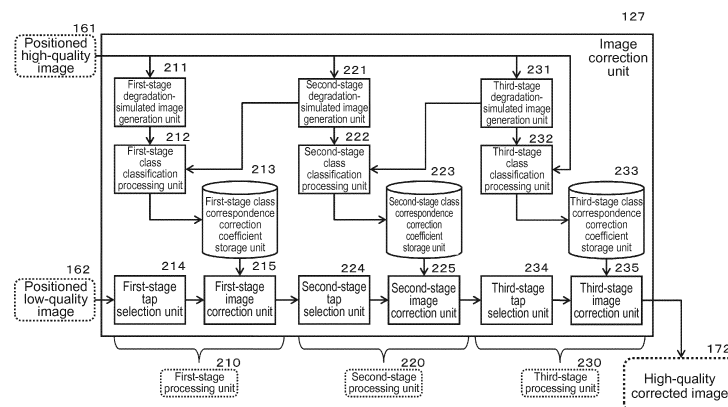 161
Positioned
high-quality
image
127
Image
correction
unit
211
First-stage
degradation-
simulated image
generation unit
221
Second-stage
degradation-
simulated image
generation unit
231
Third-stage
degradation-
simulated image
generation unit
212
First-stage
class
classification
processing unit
222
Second-stage
class
classification
processing unit
232
Third-stage
class
classification
processing unit
213
First-stage class
correspondence
correction
coefficient
storage unit
223
Second-stage class
correspondence
correction
coefficient
storage unit
233
Third-stage class
correspondence
correction
coefficient
storage unit
162
Positioned
low-quality
image
214
First-stage
tap
selection unit
215
First-stage
image
correction unit
224
Second-stage
tap
selection unit
225
Second-stage
image
correction unit
234
Third-stage
tap
selection unit
235
Third-stage
image
correction unit
210
First-stage
processing unit
220
Second-stage
processing unit
230
Third-stage
processing unit
172
High-quality
corrected image